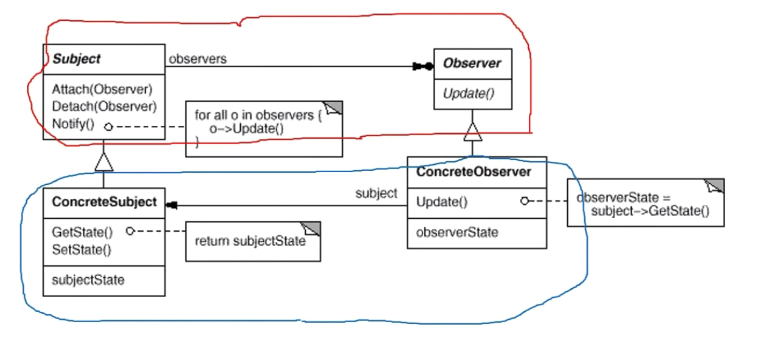 Subject
observers
Observer
Attach(Observer)
Detach(Observer)
Notify()
for all o in observers {
o->Update()
}
Update()
ConcreteSubject
GetState()
SetState()
subjectState
return subjectState
subject
ConcreteObserver
Update()
observerState
observerState =
subject->GetState()